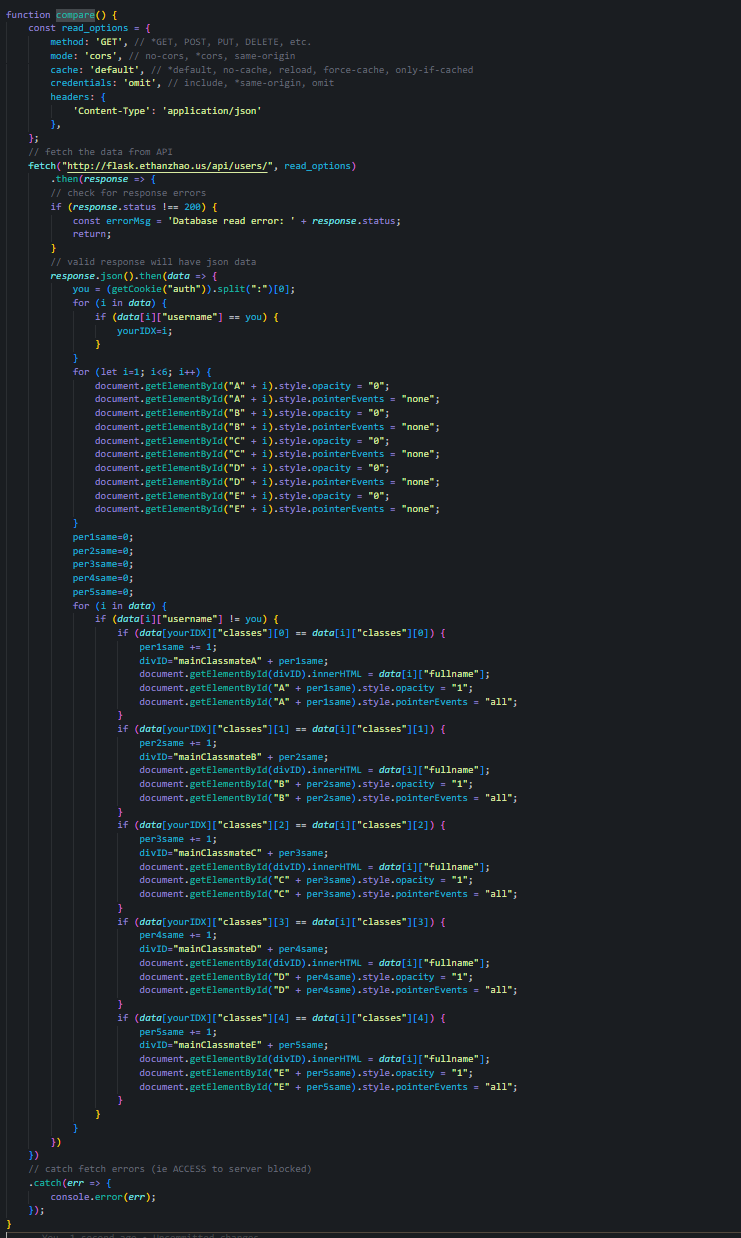 function compare() {
    const read_options = {
        method: 'GET', // *GET, POST, PUT, DELETE, etc.
        mode: 'cors', // no-cors, *cors, same-origin
        cache: 'default', // *default, no-cache, reload, force-cache, only-if-cached
        credentials: 'omit', // include, *same-origin, omit
        headers: {
            'Content-Type': 'application/json'
        },
    };
    // fetch the data from API
    fetch("http://flask.ethanzhao.us/api/users/", read_options)
        .then(response => {
        // check for response errors
        if (response.status !== 200) {
            const errorMsg = 'Database read error: ' + response.status;
            return;
        }
        // valid response will have json data
        response.json().then(data => {
            you = (getCookie("auth")).split(":")[0];
            for (i in data) {
                if (data[i]["username"] == you) {
                    yourIDX=i;
                }
            }
            for (let i=1; i<6; i++) {
                document.getElementById("A" + i).style.opacity = "0";
                document.getElementById("A" + i).style.pointerEvents = "none";
                document.getElementById("B" + i).style.opacity = "0";
                document.getElementById("B" + i).style.pointerEvents = "none";
                document.getElementById("C" + i).style.opacity = "0";
                document.getElementById("C" + i).style.pointerEvents = "none";
                document.getElementById("D" + i).style.opacity = "0";
                document.getElementById("D" + i).style.pointerEvents = "none";
                document.getElementById("E" + i).style.opacity = "0";
                document.getElementById("E" + i).style.pointerEvents = "none";
            }
            per1same=0;
            per2same=0;
            per3same=0;
            per4same=0;
            per5same=0;
            for (i in data) {
                if (data[i]["username"] != you) {
                    if (data[yourIDX]["classes"][0] == data[i]["classes"][0]) {
                        per1same += 1;
                        divID="mainClassmateA" + per1same;
                        document.getElementById(divID).innerHTML = data[i]["fullname"];
                        document.getElementById("A" + per1same).style.opacity = "1";
                        document.getElementById("A" + per1same).style.pointerEvents = "all";
                    }
                    if (data[yourIDX]["classes"][1] == data[i]["classes"][1]) {
                        per2same += 1;
                        divID="mainClassmateB" + per2same;
                        document.getElementById(divID).innerHTML = data[i]["fullname"];
                        document.getElementById("B" + per2same).style.opacity = "1";
                        document.getElementById("B" + per2same).style.pointerEvents = "all";
                    }
                    if (data[yourIDX]["classes"][2] == data[i]["classes"][2]) {
                        per3same += 1;
                        divID="mainClassmateC" + per3same;
                        document.getElementById(divID).innerHTML = data[i]["fullname"];
                        document.getElementById("C" + per3same).style.opacity = "1";
                        document.getElementById("C" + per3same).style.pointerEvents = "all";
                    }
                    if (data[yourIDX]["classes"][3] == data[i]["classes"][3]) {
                        per4same += 1;
                        divID="mainClassmateD" + per4same;
                        document.getElementById(divID).innerHTML = data[i]["fullname"];
                        document.getElementById("D" + per4same).style.opacity = "1";
                        document.getElementById("D" + per4same).style.pointerEvents = "all";
                    }
                    if (data[yourIDX]["classes"][4] == data[i]["classes"][4]) {
                        per5same += 1;
                        divID="mainClassmateE" + per5same;
                        document.getElementById(divID).innerHTML = data[i]["fullname"];
                        document.getElementById("E" + per5same).style.opacity = "1";
                        document.getElementById("E" + per5same).style.pointerEvents = "all";
                    }
                }
            }
        })
    })
    // catch fetch errors (ie ACCESS to server blocked)
    .catch(err => {
        console.error(err);
    });
}